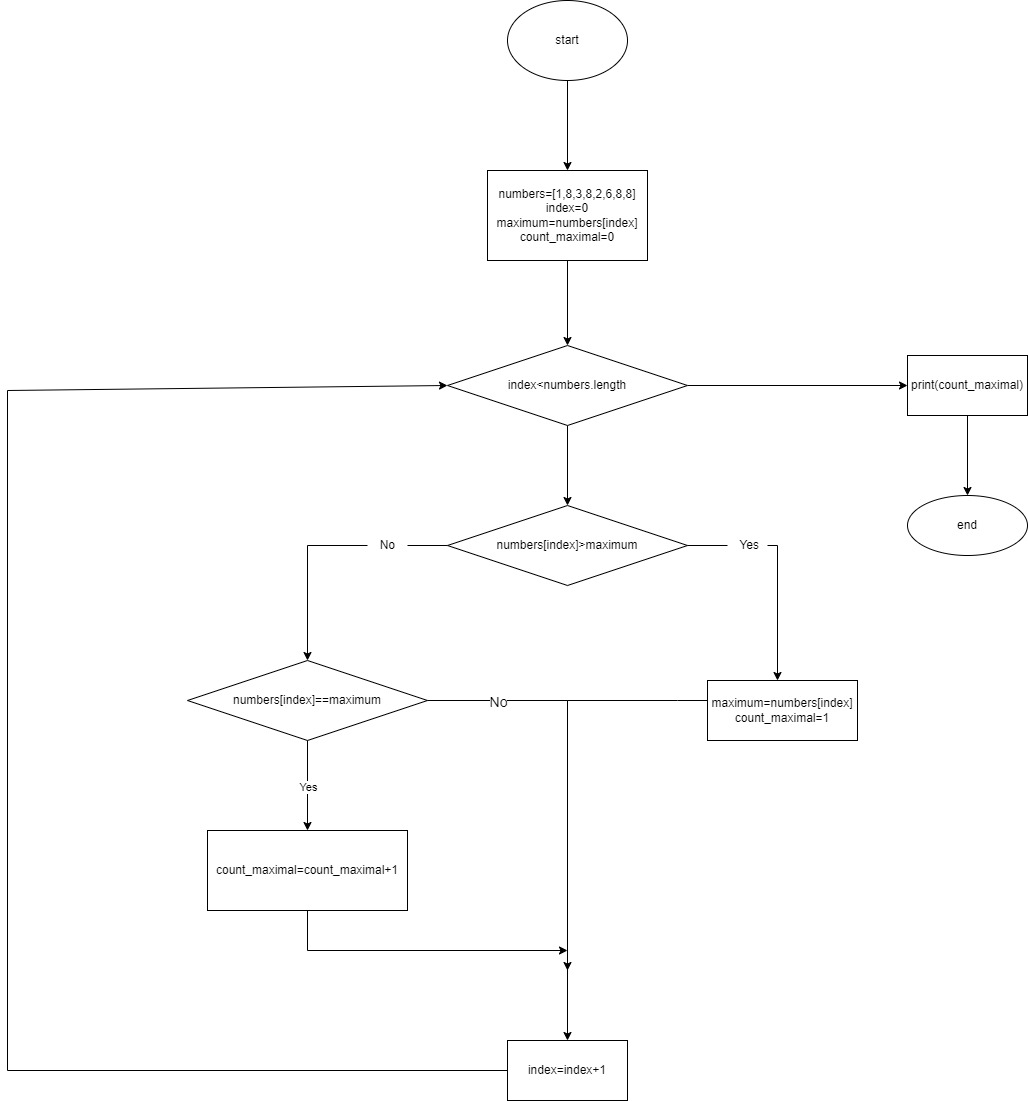 start
numbers=[1,8,3,8,2,6,8,8]
index=0
maximum=numbers[index]
count_maximal=0
index<numbers.length
print(count_maximal)
end
numbers[index]>maximum
No
Yes
numbers[index]==maximum
No
maximum=numbers[index]
count_maximal=1
Yes
count_maximal=count_maximal+1
index=index+1